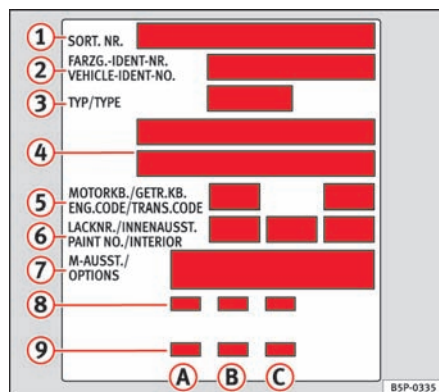 1 SORT. NR.
2 FARZG.-IDENT-NR.
VEHICLE-IDENT-NO.
3 TYP/TYPE
4
5 MOTORKB./GETR.KB.
ENG.CODE/TRANS.CODE
6 LACKNR./INNENAUSST.
PAINT NO./INTERIOR
7 M-AUSST./
OPTIONS
8
9
A B C
B5P-0335